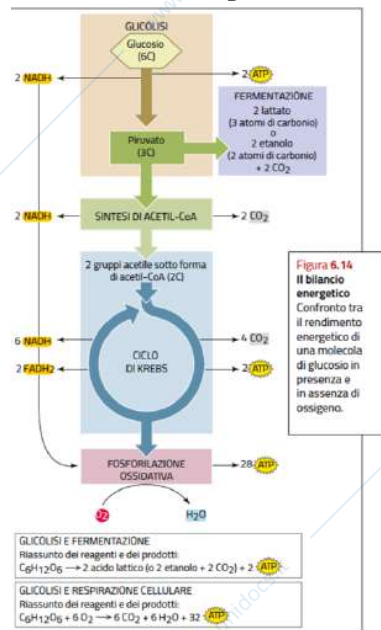 GLICOLISI
Glucosio
(6C)
2 NADH
2 ATP
FERMENTAZIONE
2 lattato
(3 atomi di carbonio)
o
2 etanolo
(2 atomi di carbonio)
+ 2 CO₂
Piruvato
(3C)
2 NADH
SINTESI DI ACETIL-CoA
2 CO₂
2 gruppi acetile sotto forma
di acetil-CoA (2C)
Figura 6.14
Il bilancio
energetico
Confronto tra
il rendimento
energetico di
una molecola
di glucosio in
presenza e
in assenza di
ossigeno.
6 NADH
4 CO₂
CICLO
DI KREBS
2 FADH₂
2 ATP
FOSFORILAZIONE
OSSIDATIVA
28 ATP
O₂
H₂O
GLICOLISI E FERMENTAZIONE
Riassunto dei reagenti e dei prodotti:
C₆H₁₂O₆ → 2 acido lattico (o 2 etanolo + 2 CO₂) + 2 ATP
GLICOLISI E RESPIRAZIONE CELLULARE
Riassunto dei reagenti e dei prodotti:
C₆H₁₂O₆ + 6 O₂ → 6 CO₂ + 6 H₂O + 32 ATP